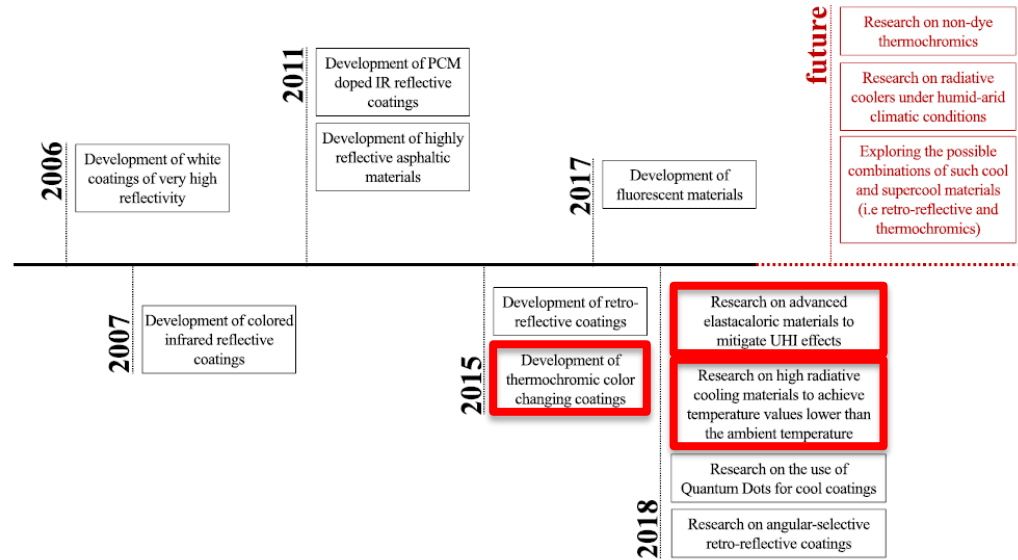 2006
Development of white
coatings of very high
reflectivity
2007
Development of colored
infrared reflective
coatings
2011
Development of PCM
doped IR reflective
coatings
Development of highly
reflective asphaltic
materials
2015
Development of retro-
reflective coatings
Development of
thermochromic color
changing coatings
2017
Development of
fluorescent materials
2018
Research on advanced
elastacaloric materials to
mitigate UHI effects
Research on high radiative
cooling materials to achieve
temperature values lower than
the ambient temperature
Research on the use of
Quantum Dots for cool coatings
Research on angular-selective
retro-reflective coatings
future
Research on non-dye
thermochromics
Research on radiative
coolers under humid-arid
climatic conditions
Exploring the possible
combinations of such cool
and supercool materials
(i.e retro-reflective and
thermochromics)